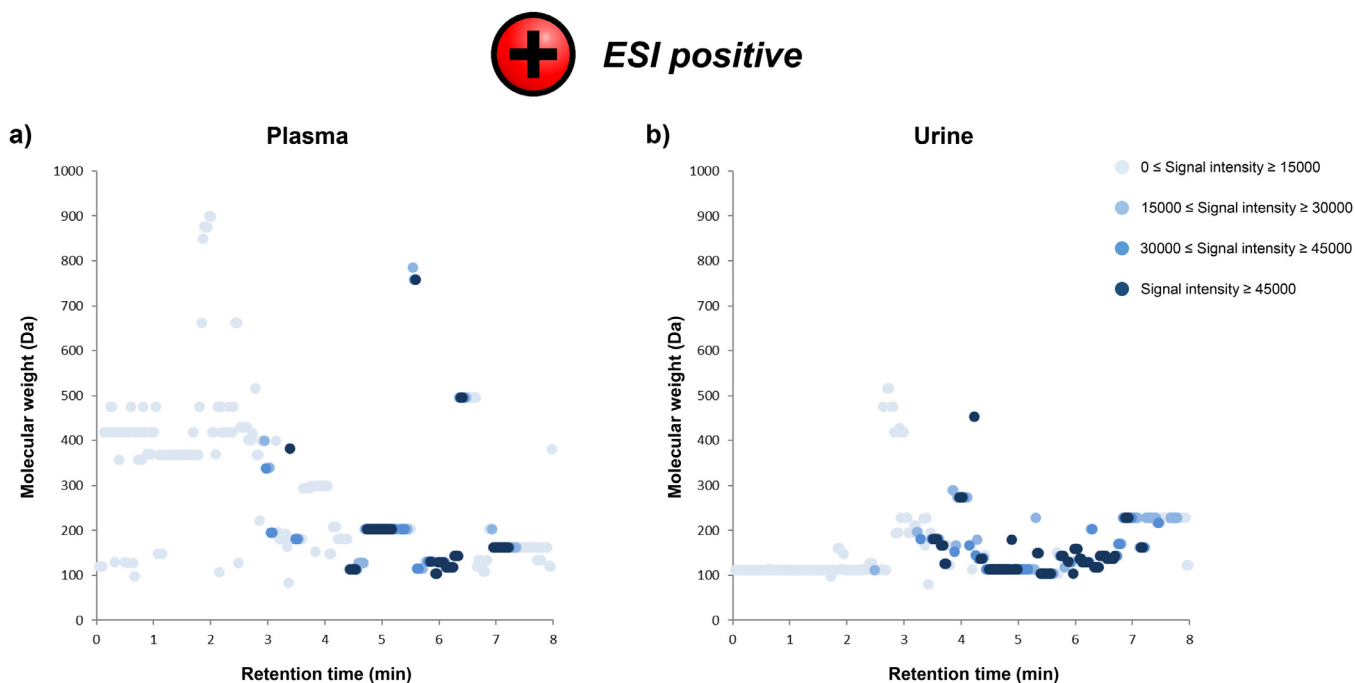 ESI positive
a)
Plasma
Molecular weight (Da)
1000
900
800
700
600
500
400
300
200
100
0
0 1 2 3 4 5 6 7 8
Retention time (min)
b)
Urine
Molecular weight (Da)
1000
900
800
700
600
500
400
300
200
100
0
0 1 2 3 4 5 6 7 8
Retention time (min)
0 ≤ Signal intensity ≥ 15000
15000 ≤ Signal intensity ≥ 30000
30000 ≤ Signal intensity ≥ 45000
Signal intensity ≥ 45000